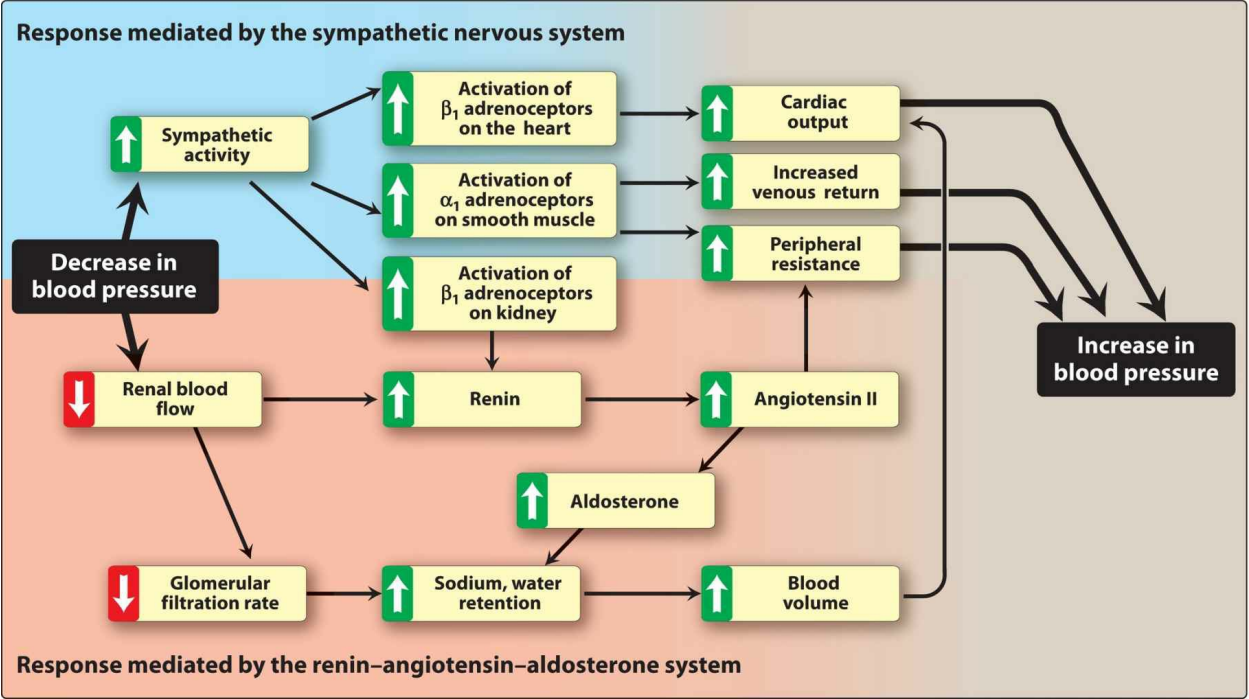 Response mediated by the sympathetic nervous system
Sympathetic
activity
Activation of
β₁ adrenoceptors
on the heart
Activation of
α₁ adrenoceptors
on smooth muscle
Activation of
β₁ adrenoceptors
on kidney
Cardiac
output
Increased
venous return
Peripheral
resistance
Decrease in
blood pressure
Increase in
blood pressure
Renal blood
flow
Renin
Angiotensin II
Aldosterone
Glomerular
filtration rate
Sodium, water
retention
Blood
volume
Response mediated by the renin–angiotensin–aldosterone system